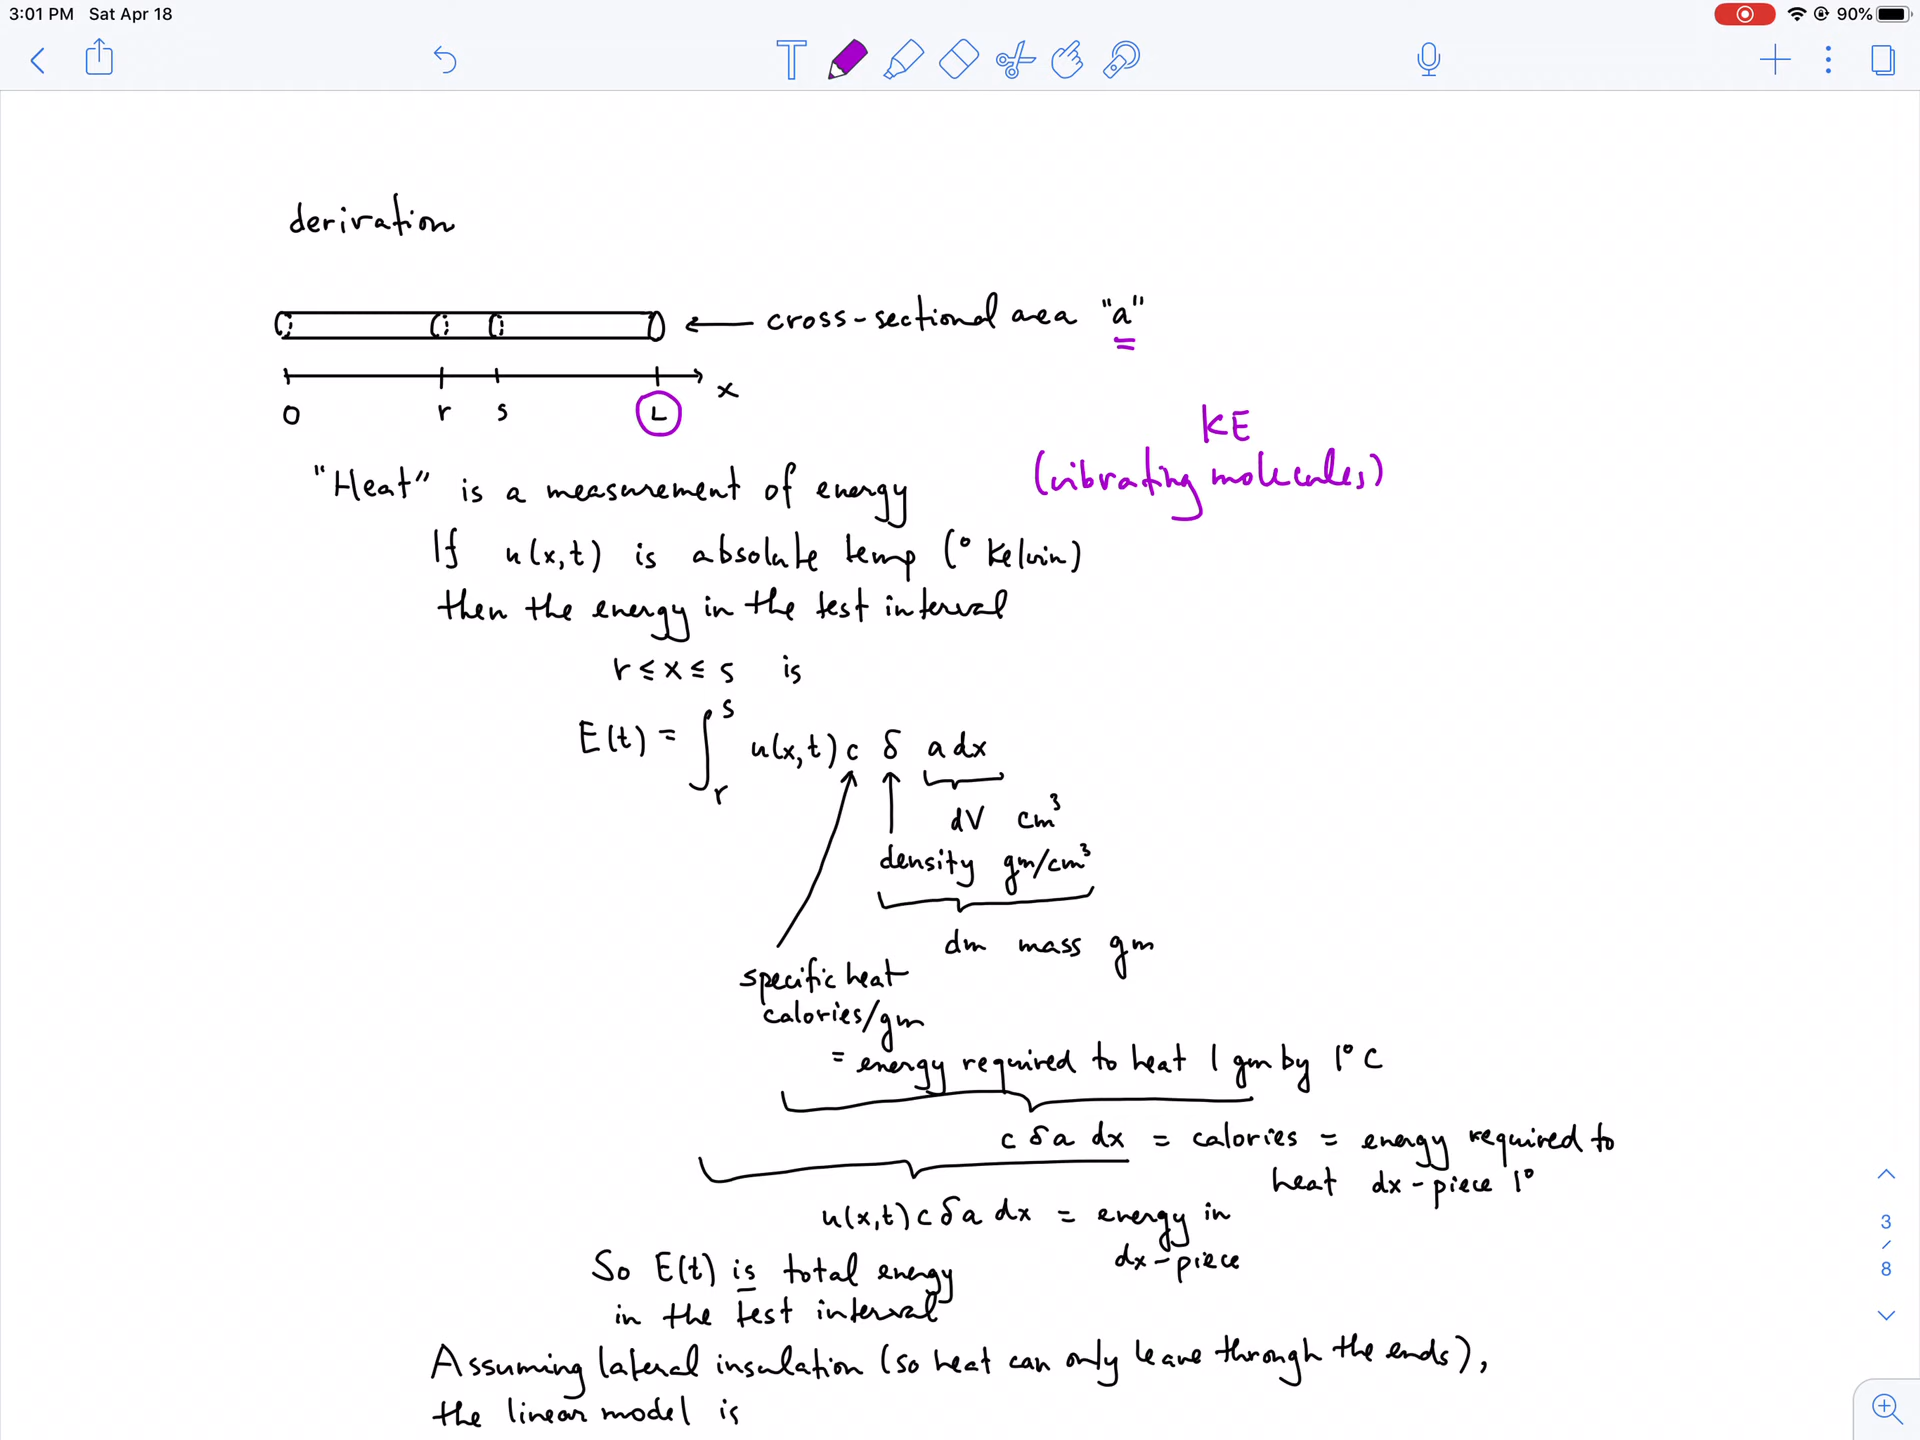 3:01 PM Sat Apr 18
90%
T
derivation
cross-sectional area "a"
x
0 r s L
KE
(vibrating molecules)
"Heat" is a measurement of energy
If u(x,t) is absolute temp (° Kelvin)
then the energy in the test interval
r ≤ x ≤ s is
E(t) = ∫_r^s u(x,t) c δ a dx
dV cm³
density gm/cm³
dm mass gm
specific heat
calories/gm
= energy required to heat 1 gm by 1° C
c δ a dx = calories = energy required to
heat dx-piece 1°
u(x,t) c δ a dx = energy in
dx-piece
So E(t) is total energy
in the test interval
Assuming lateral insulation (so heat can only leave through the ends),
the linear model is
3
/
8